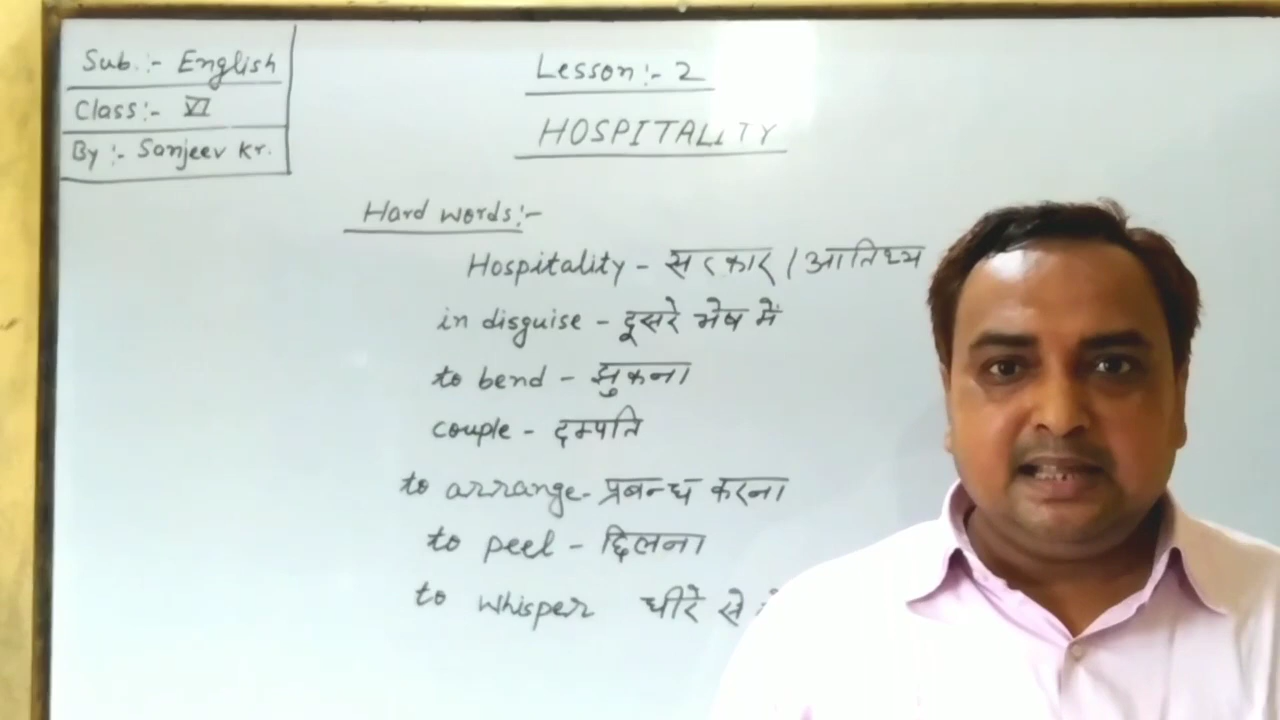 Sub:- English
Class:- VI
By:- Sanjeev Kr.
Lesson:- 2
HOSPITALITY
Hard words:-
Hospitality - सत्कार / आतिथ्य
in disguise - दूसरे भेष में
to bend - झुकना
couple - दम्पति
to arrange - प्रबन्ध करना
to peel - छिलना
to whisper धीरे से